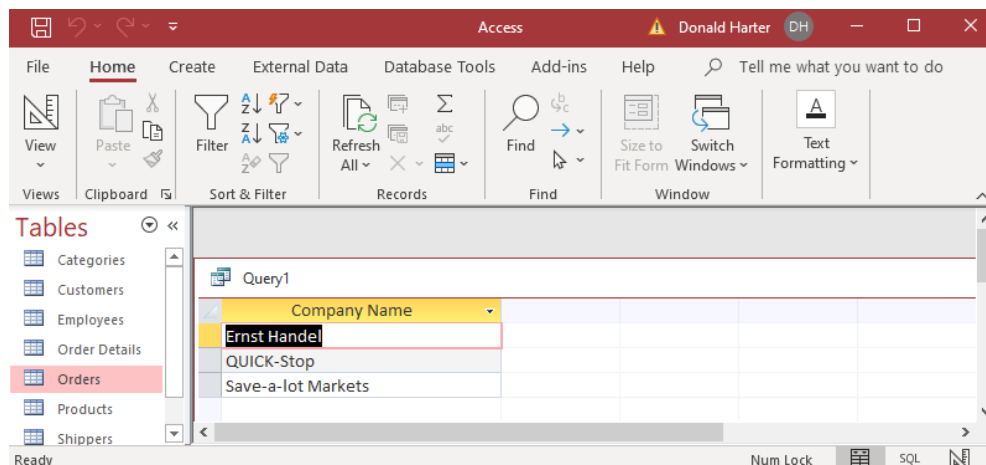 Access Donald Harter DH
File Home Create External Data Database Tools Add-ins Help Tell me what you want to do
View Paste Filter Refresh All Find Size to Fit Form Switch Windows Text Formatting
Views Clipboard Sort & Filter Records Find Window
Tables
Categories
Customers
Employees
Order Details
Orders
Products
Shippers
Query1
Company Name
Ernst Handel
QUICK-Stop
Save-a-lot Markets
Ready Num Lock SQL